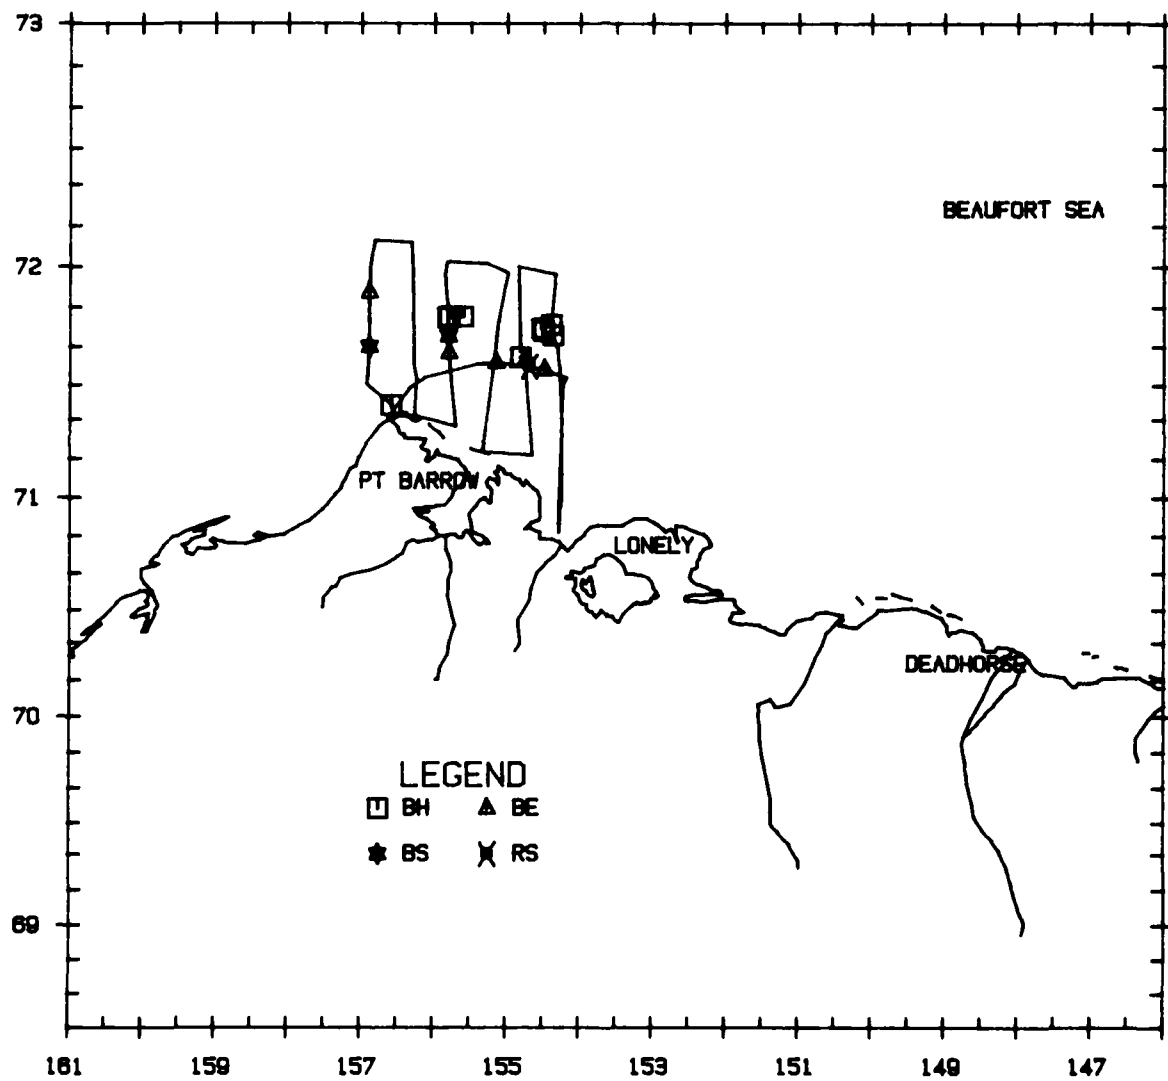 73
BEAUFORT SEA
72
PT BARROW
71
LONELY
DEADHORSE
70
LEGEND
BH BE
BS RS
69
161 159 157 155 153 151 149 147